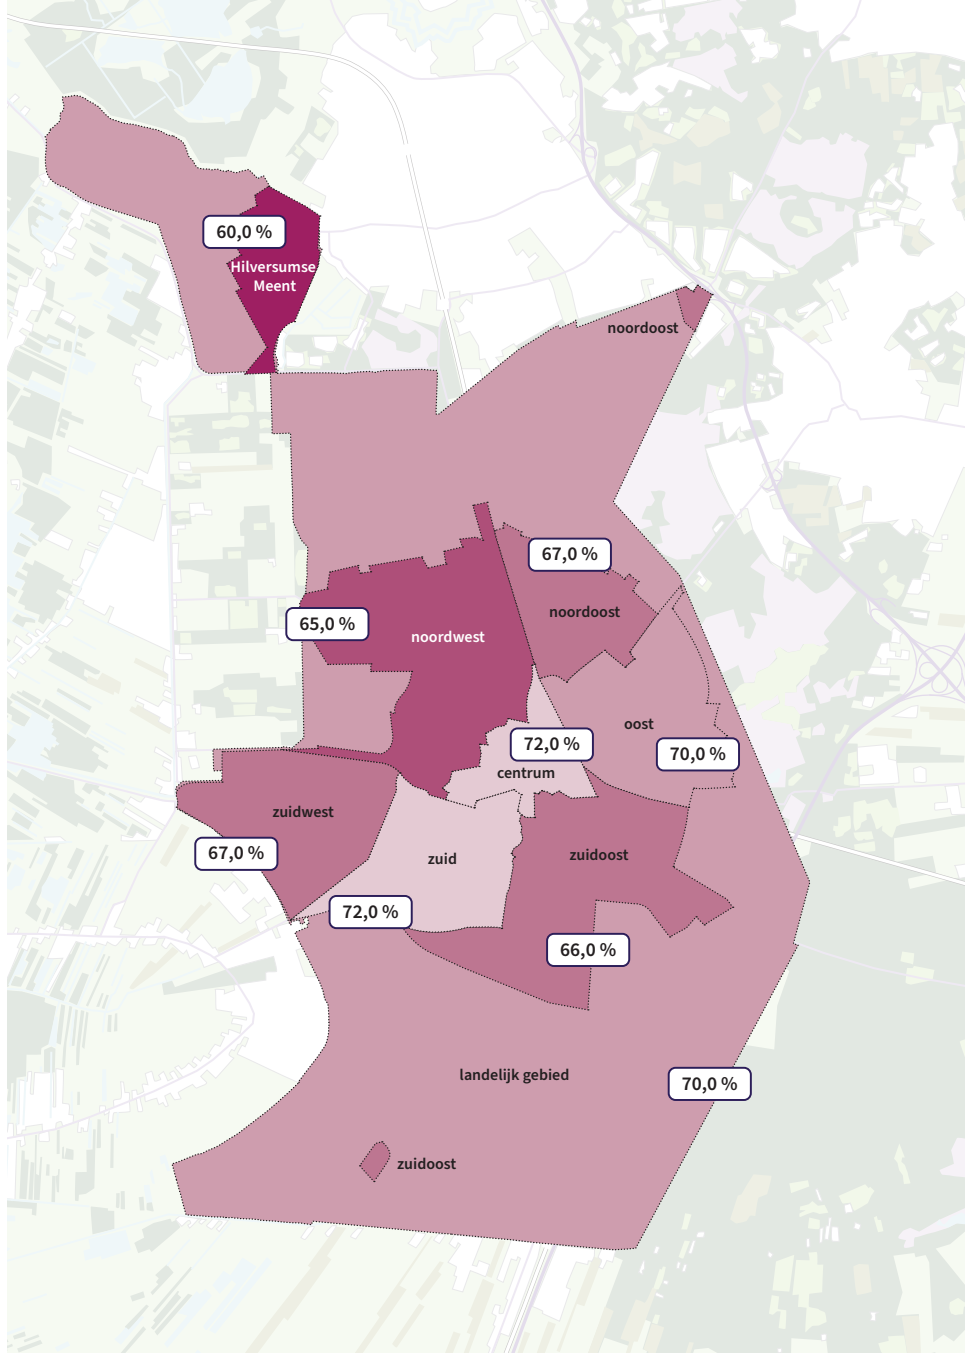 60,0 %
Hilversumse
Meent
noordoost
67,0 %
noordoost
65,0 %
noordwest
oost
72,0 %
70,0 %
centrum
zuidwest
67,0 %
zuid
zuidoost
72,0 %
66,0 %
landelijk gebied
70,0 %
zuidoost